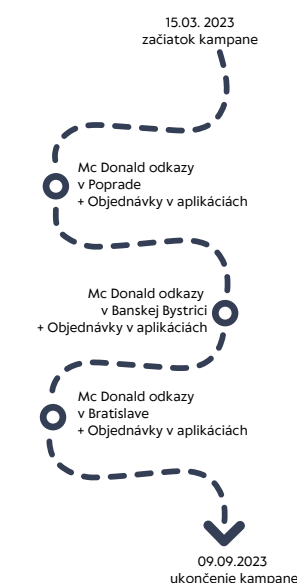 15.03. 2023
začiatok kampane
Mc Donald odkazy
v Poprade
+ Objednávky v aplikáciách
Mc Donald odkazy
v Banskej Bystrici
+ Objednávky v aplikáciách
Mc Donald odkazy
v Bratislave
+ Objednávky v aplikáciách
09.09.2023
ukončenie kampane